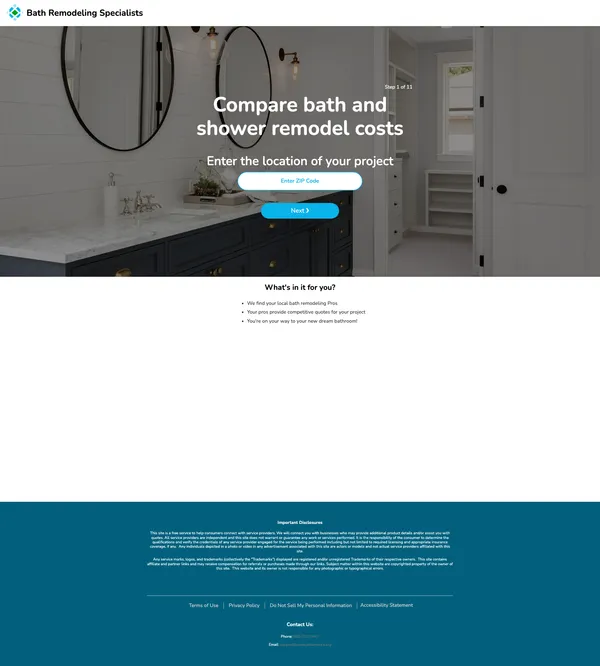 Bath Remodeling Specialists
Step 1 of 11
Compare bath and
shower remodel costs
Enter the location of your project
Enter ZIP Code
Next ❯
What's in it for you?
• We find your local bath remodeling Pros
• Your pros provide competitive quotes for your project
• You're on your way to your new dream bathroom!
Important Disclosures
This site is a free service to help consumers connect with service providers. We will connect you with businesses who may provide additional product details and/or assist you with
quotes. All service providers are independent and this site does not warrant or guarantee any work or services performed. It is the responsibility of the consumer to determine the
qualifications and verify the credentials of any service provider engaged for the service being performed including but not limited to required licensing and appropriate insurance
coverage, if any. Any individuals depicted in a photo or video in any advertisement associated with this site are actors or models and not actual service providers affiliated with this
site.
Any service marks, logos, and trademarks (collectively the "Trademarks") displayed are registered and/or unregistered Trademarks of their respective owners. This site contains
affiliate and partner links and may receive compensation for referrals or purchases made through our links. Subject matter within this website are copyrighted property of the owner of
this site. This website and its owner is not responsible for any photographic or typographical errors.
Terms of Use | Privacy Policy | Do Not Sell My Personal Information | Accessibility Statement
Contact Us:
Phone:
Email: